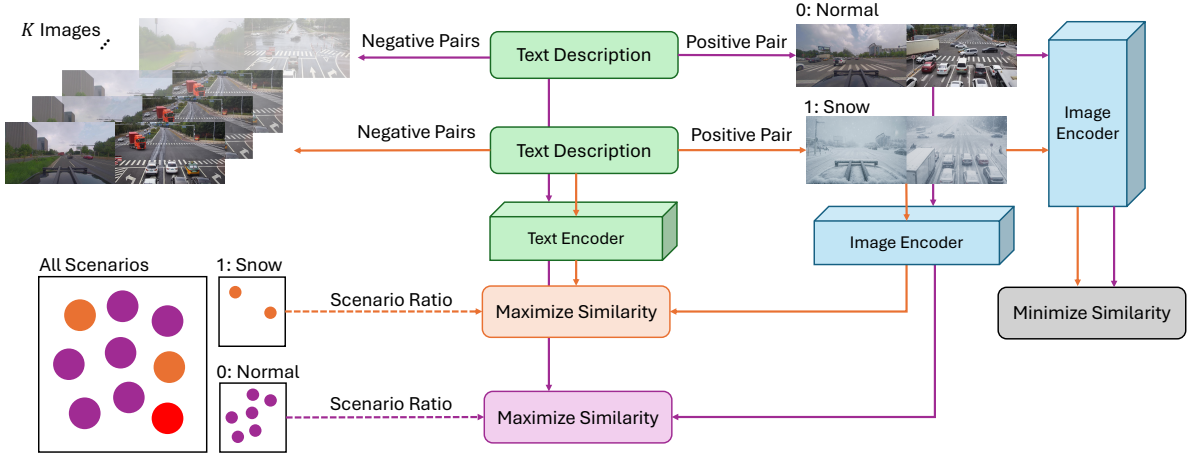 K Images
Negative Pairs
Text Description
Positive Pair
0: Normal
Image
Encoder
Negative Pairs
Text Description
Positive Pair
1: Snow
Text Encoder
Image Encoder
All Scenarios
1: Snow
Scenario Ratio
Maximize Similarity
Minimize Similarity
0: Normal
Scenario Ratio
Maximize Similarity